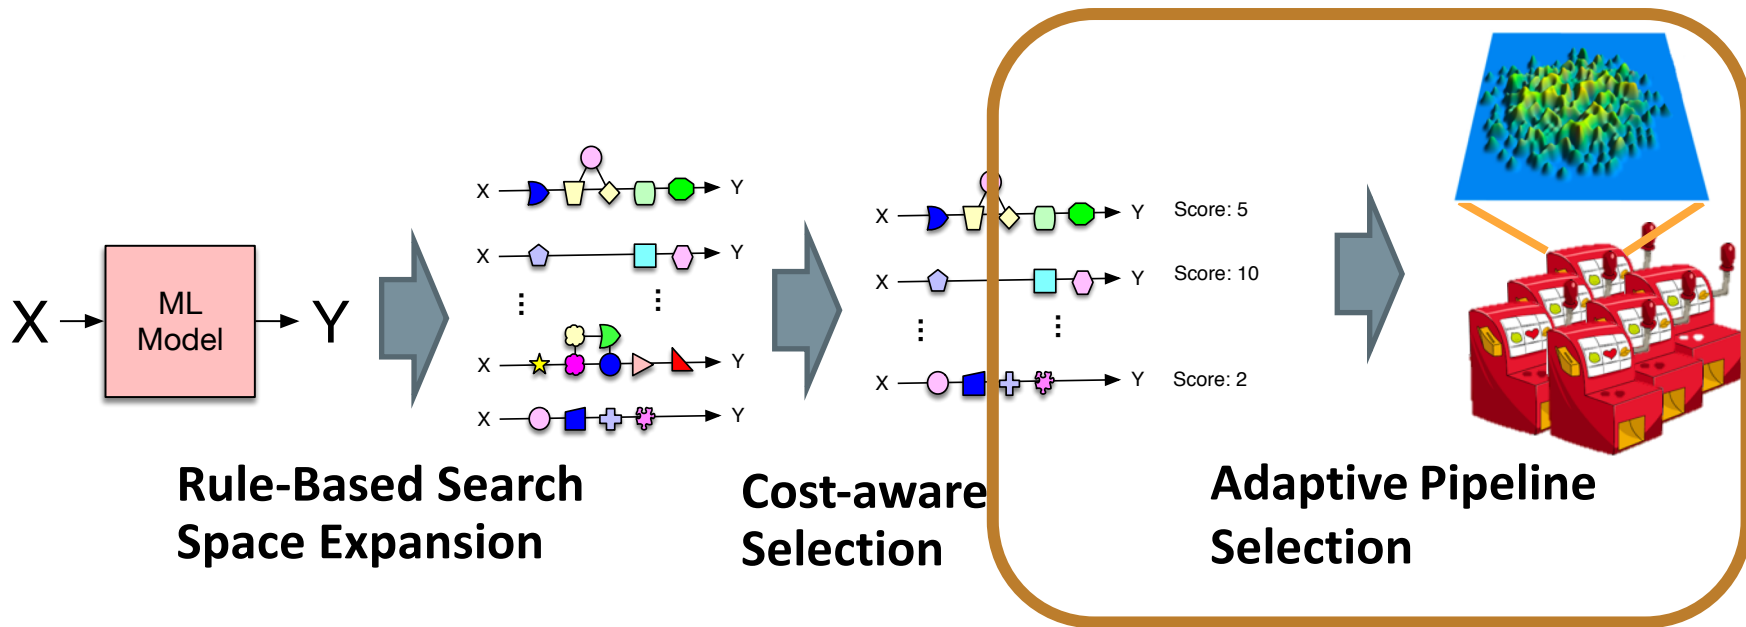 X
ML
Model
Y
X
Y
X
Y
X
Y
X
Y
X
Y
Score: 5
X
Y
Score: 10
X
Y
Score: 2
Rule-Based Search
Space Expansion
Cost-aware
Selection
Adaptive Pipeline
Selection